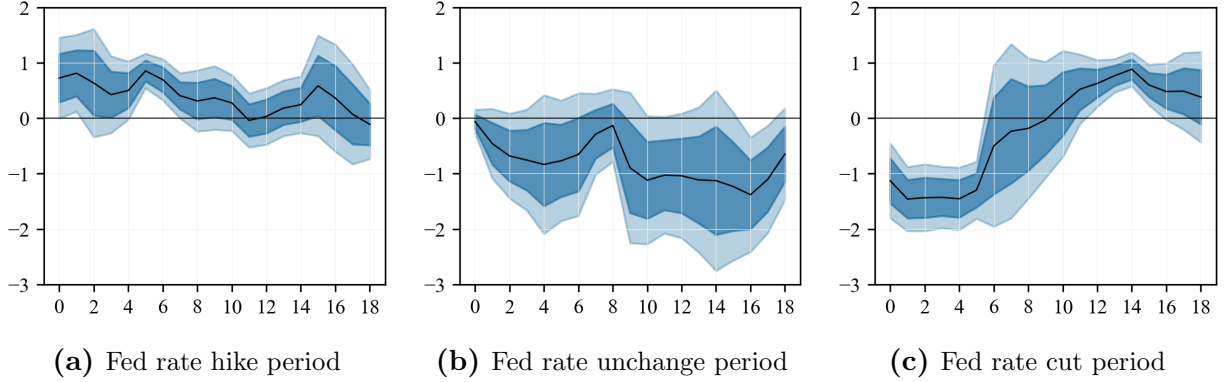 2 2 2
1 1 1
0 0 0
−1 −1 −1
−2 −2 −2
−3 −3 −3
0 2 4 6 8 10 12 14 16 18 0 2 4 6 8 10 12 14 16 18 0 2 4 6 8 10 12 14 16 18
(a) Fed rate hike period (b) Fed rate unchange period (c) Fed rate cut period